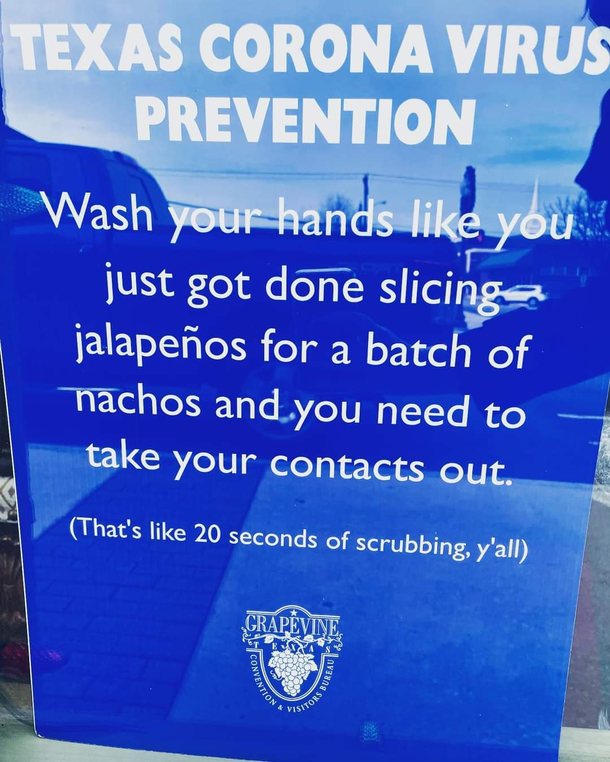 TEXAS CORONA VIRUS
PREVENTION
Wash your hands like you
just got done slicing
jalapeños for a batch of
nachos and you need to
take your contacts out.
(That's like 20 seconds of scrubbing, y'all)
GRAPEVINE
TEXAS
CONVENTION & VISITORS BUREAU